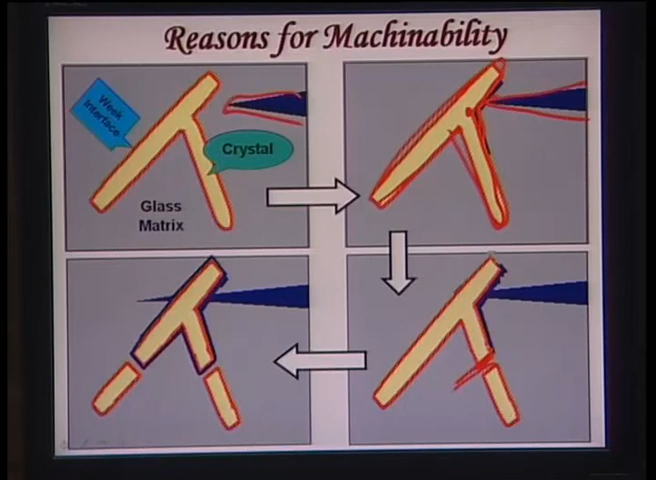 Reasons for Machinability
Week
Interface
Crystal
Glass
Matrix